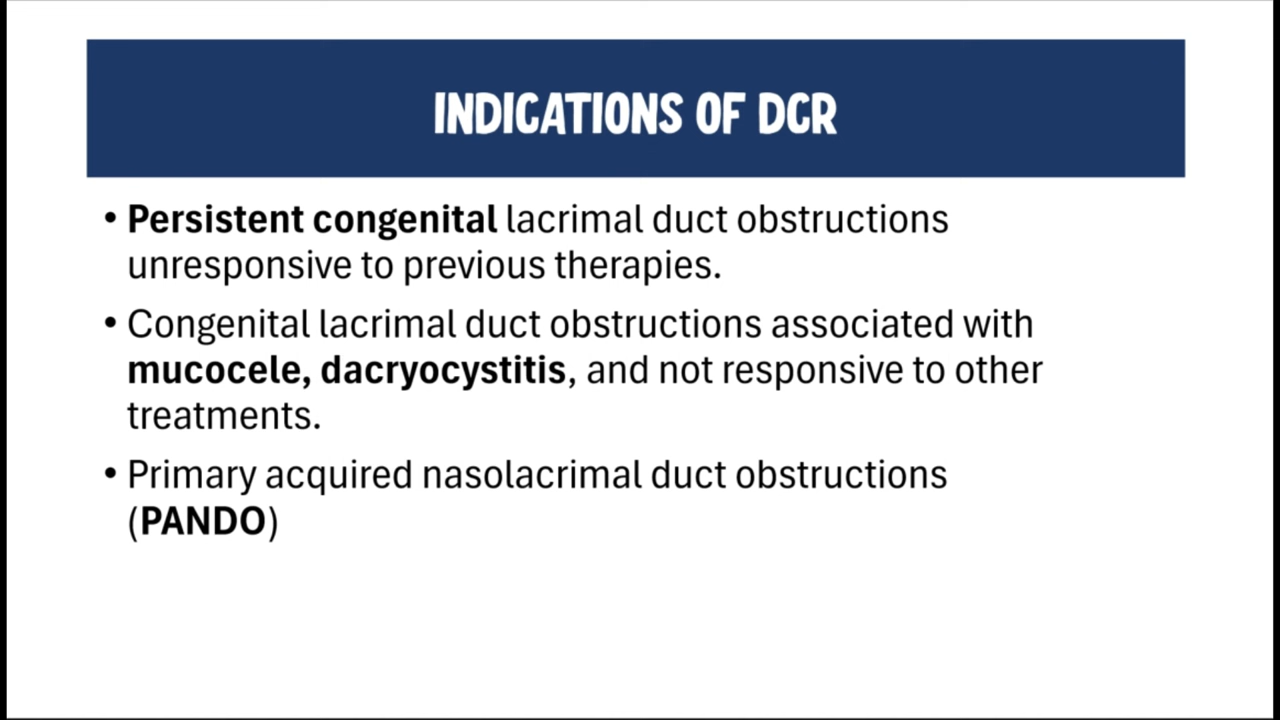 INDICATIONS OF DCR
• Persistent congenital lacrimal duct obstructions
unresponsive to previous therapies.
• Congenital lacrimal duct obstructions associated with
mucocele, dacryocystitis, and not responsive to other
treatments.
• Primary acquired nasolacrimal duct obstructions
(PANDO)